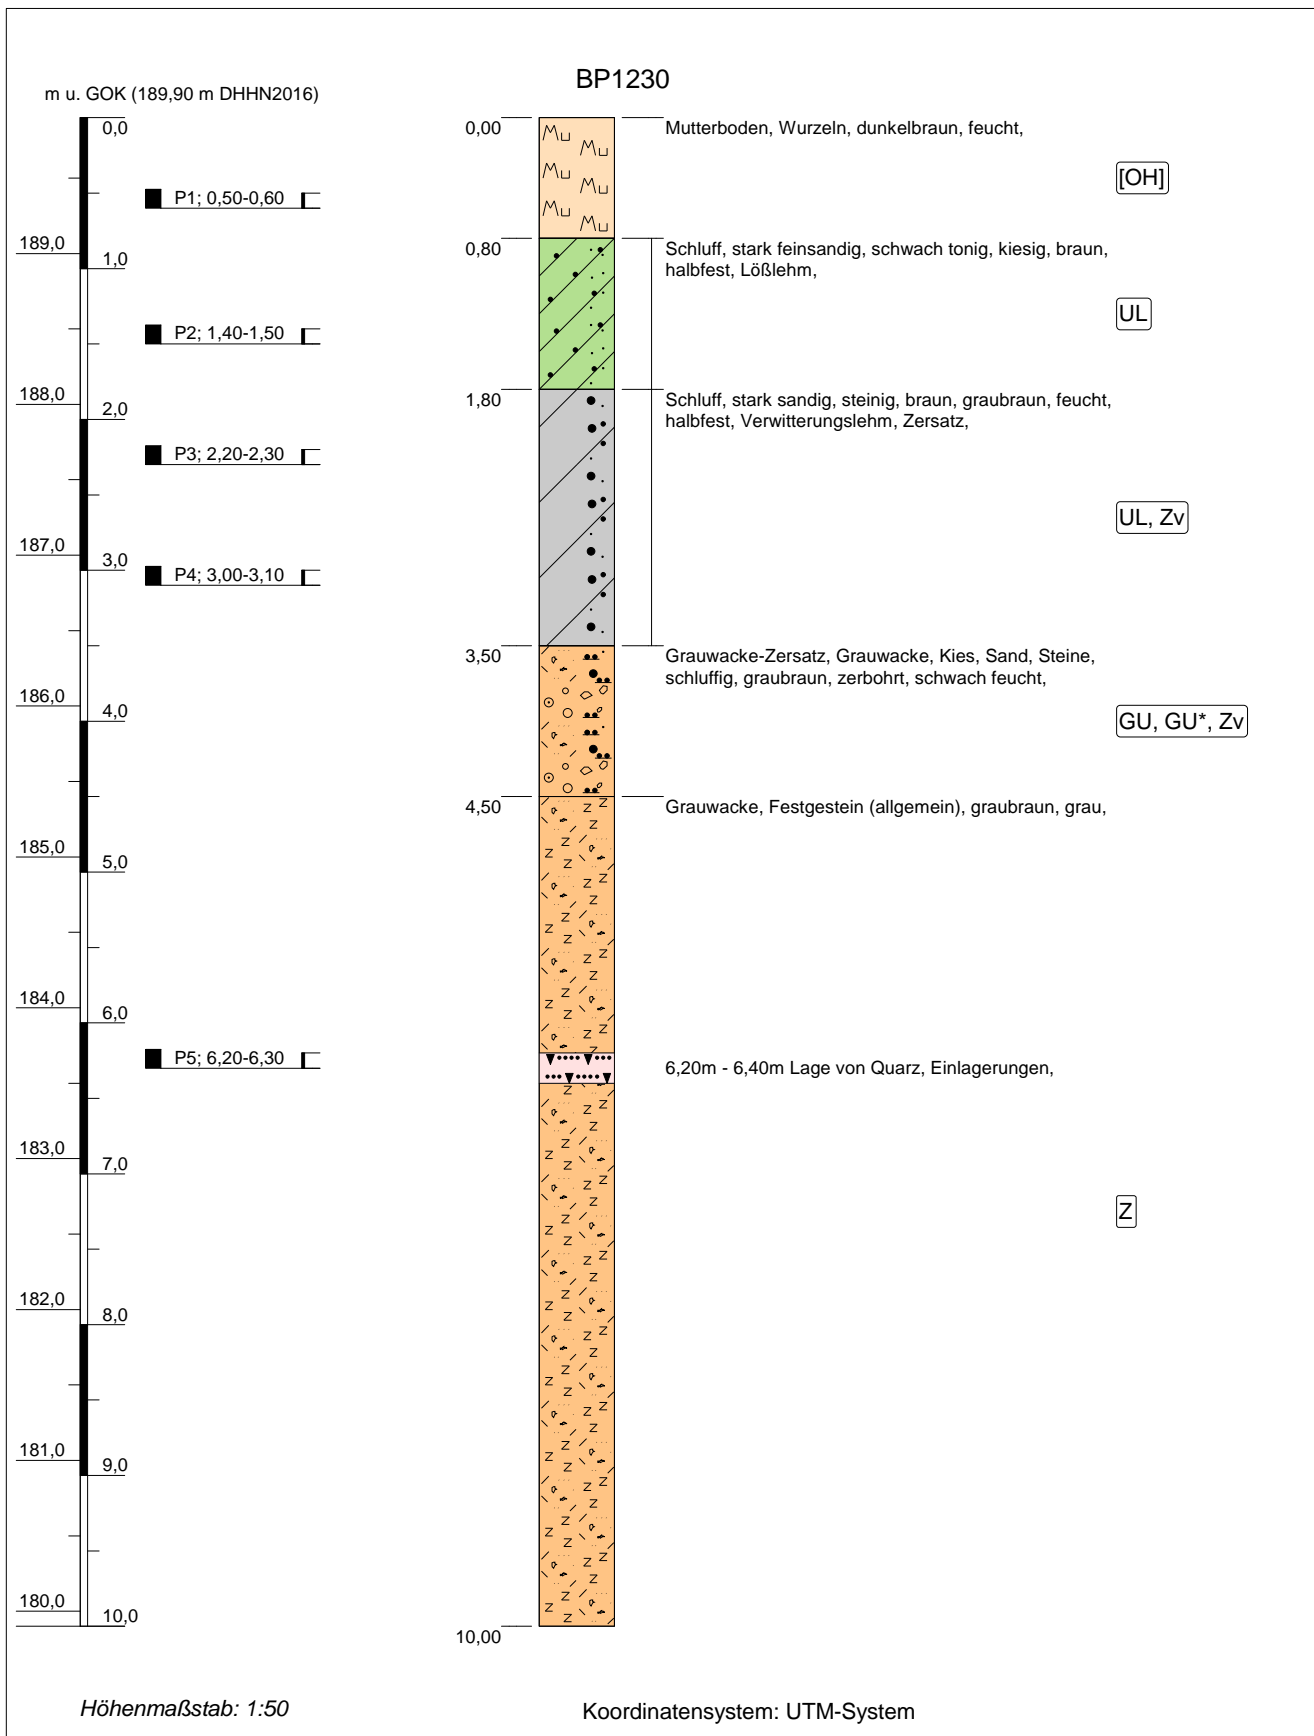 BP1230
m u. GOK (189,90 m DHHN2016)
0,0
0,00
Mutterboden, Wurzeln, dunkelbraun, feucht,
[OH]
P1; 0,50-0,60
189,0
1,0
0,80
Schluff, stark feinsandig, schwach tonig, kiesig, braun,
halbfest, Lößlehm,
UL
P2; 1,40-1,50
188,0
2,0
1,80
Schluff, stark sandig, steinig, braun, graubraun, feucht,
halbfest, Verwitterungslehm, Zersatz,
P3; 2,20-2,30
UL, Zv
187,0
3,0
P4; 3,00-3,10
3,50
Grauwacke-Zersatz, Grauwacke, Kies, Sand, Steine,
schluffig, graubraun, zerbohrt, schwach feucht,
186,0
4,0
GU, GU*, Zv
4,50
Grauwacke, Festgestein (allgemein), graubraun, grau,
185,0
5,0
184,0
6,0
P5; 6,20-6,30
6,20m - 6,40m Lage von Quarz, Einlagerungen,
183,0
7,0
Z
182,0
8,0
181,0
9,0
180,0
10,0
10,00
Höhenmaßstab: 1:50
Koordinatensystem: UTM-System